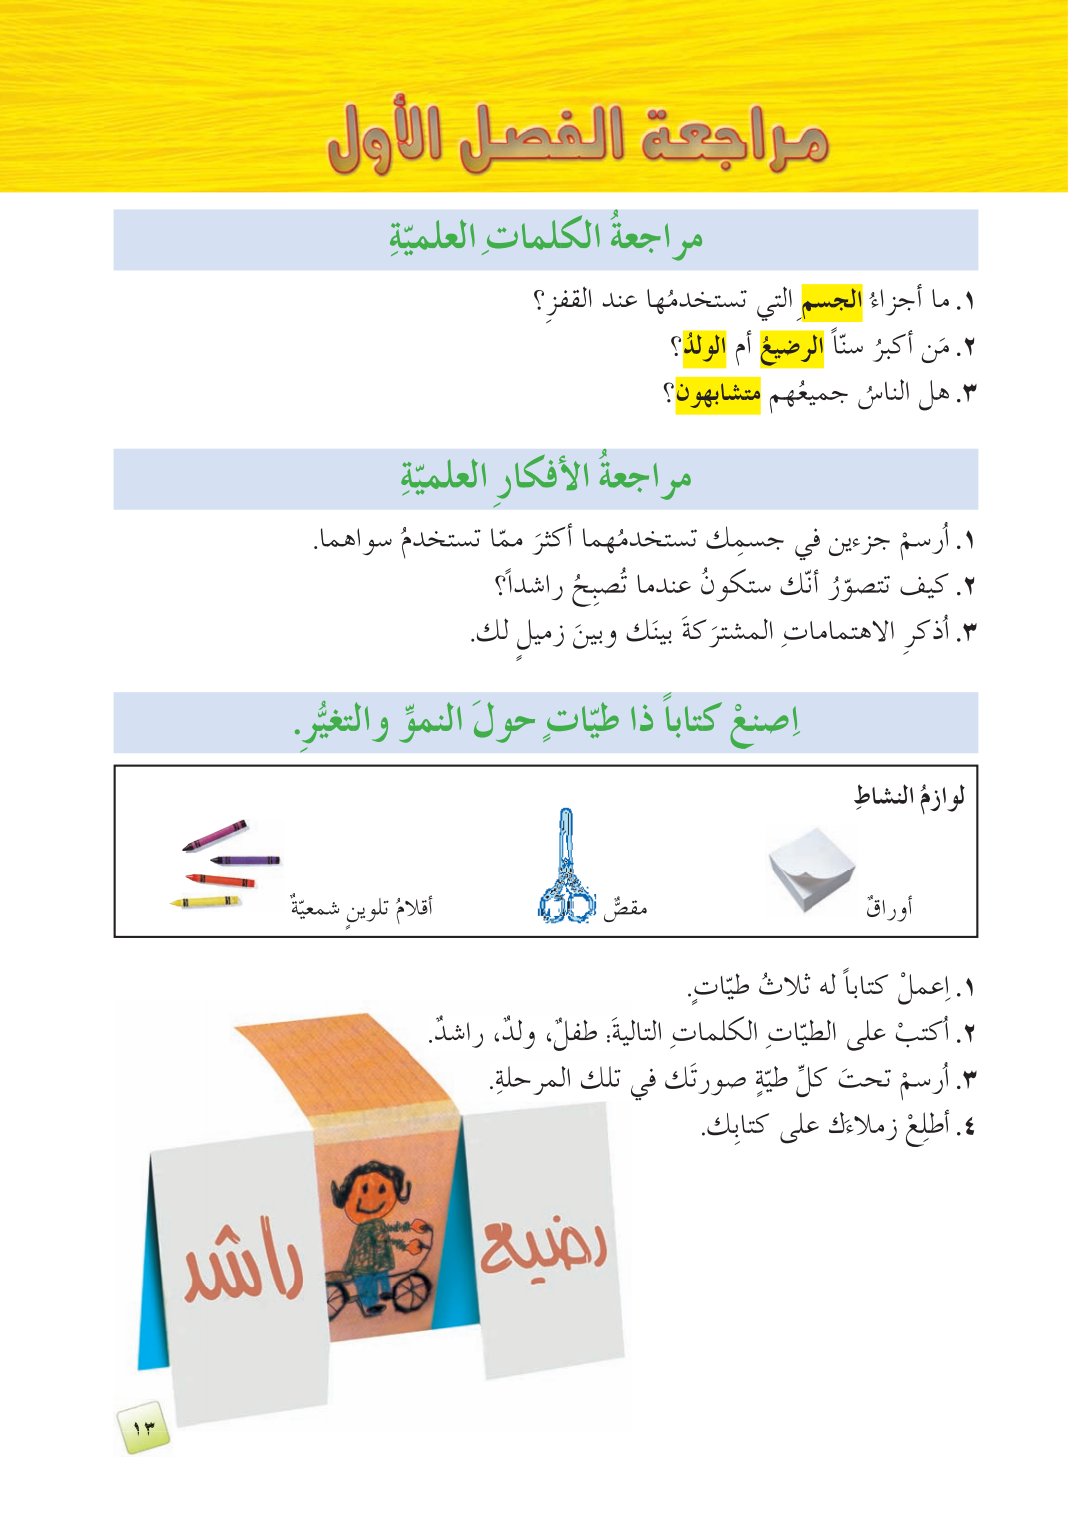 مراجعة الفصل الأول
مراجعةُ الكلماتِ العلميّةِ
١. ما أجزاءُ الجسمِ التي تستخدمُها عند القفزِ؟
٢. مَن أكبرُ سنّاً الرضيعُ أم الولدُ؟
٣. هل الناسُ جميعُهم متشابهون؟
مراجعةُ الأفكارِ العلميّةِ
١. اُرسمْ جزءين في جسمِك تستخدمُهما أكثرَ ممّا تستخدمُ سواهما.
٢. كيف تتصوّرُ أنّك ستكونُ عندما تُصبِحُ راشداً؟
٣. اُذكرِ الاهتماماتِ المشترَكةَ بينَك وبينَ زميلٍ لك.
اِصنعْ كتاباً ذا طيّاتٍ حولَ النموِّ والتغيُّرِ.
لوازمُ النشاطِ
أوراقٌ
مقصٌّ
أقلامُ تلوينٍ شمعيّةٌ
١. اِعملْ كتاباً له ثلاثُ طيّاتٍ.
٢. اُكتبْ على الطيّاتِ الكلماتِ التاليةَ: طفلٌ، ولدٌ، راشدٌ.
٣. اُرسمْ تحتَ كلِّ طيّةٍ صورتَك في تلك المرحلةِ.
٤. أطلِعْ زملاءَك على كتابِك.
رضيع
راشد
١٣